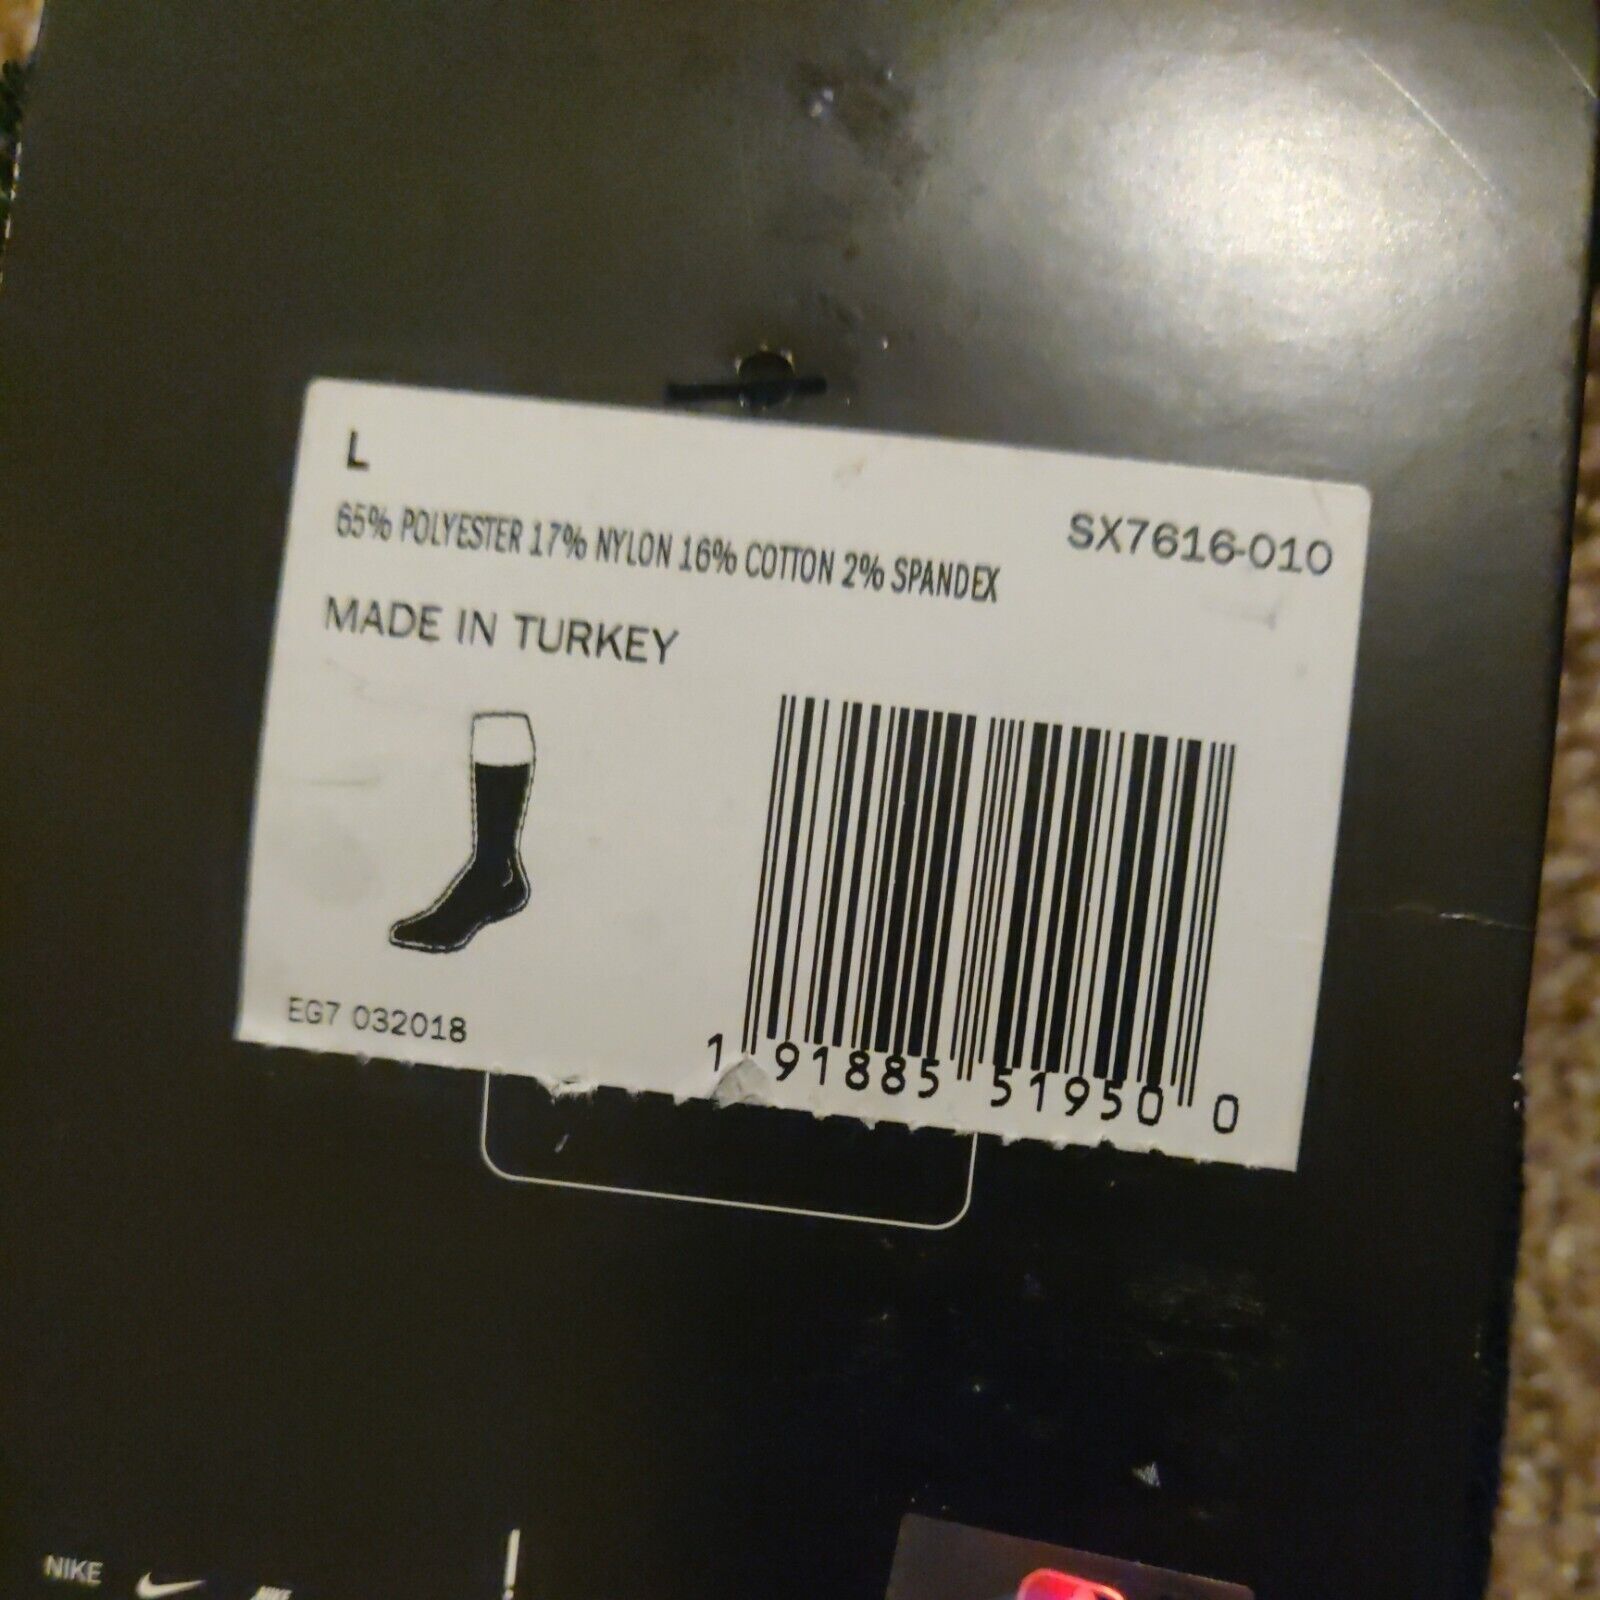 L
SX7616-010
65% POLYESTER 17% NYLON 16% COTTON 2% SPANDEX
MADE IN TURKEY
EG7 032018
1 91885 51950 0
NIKE
NIKE